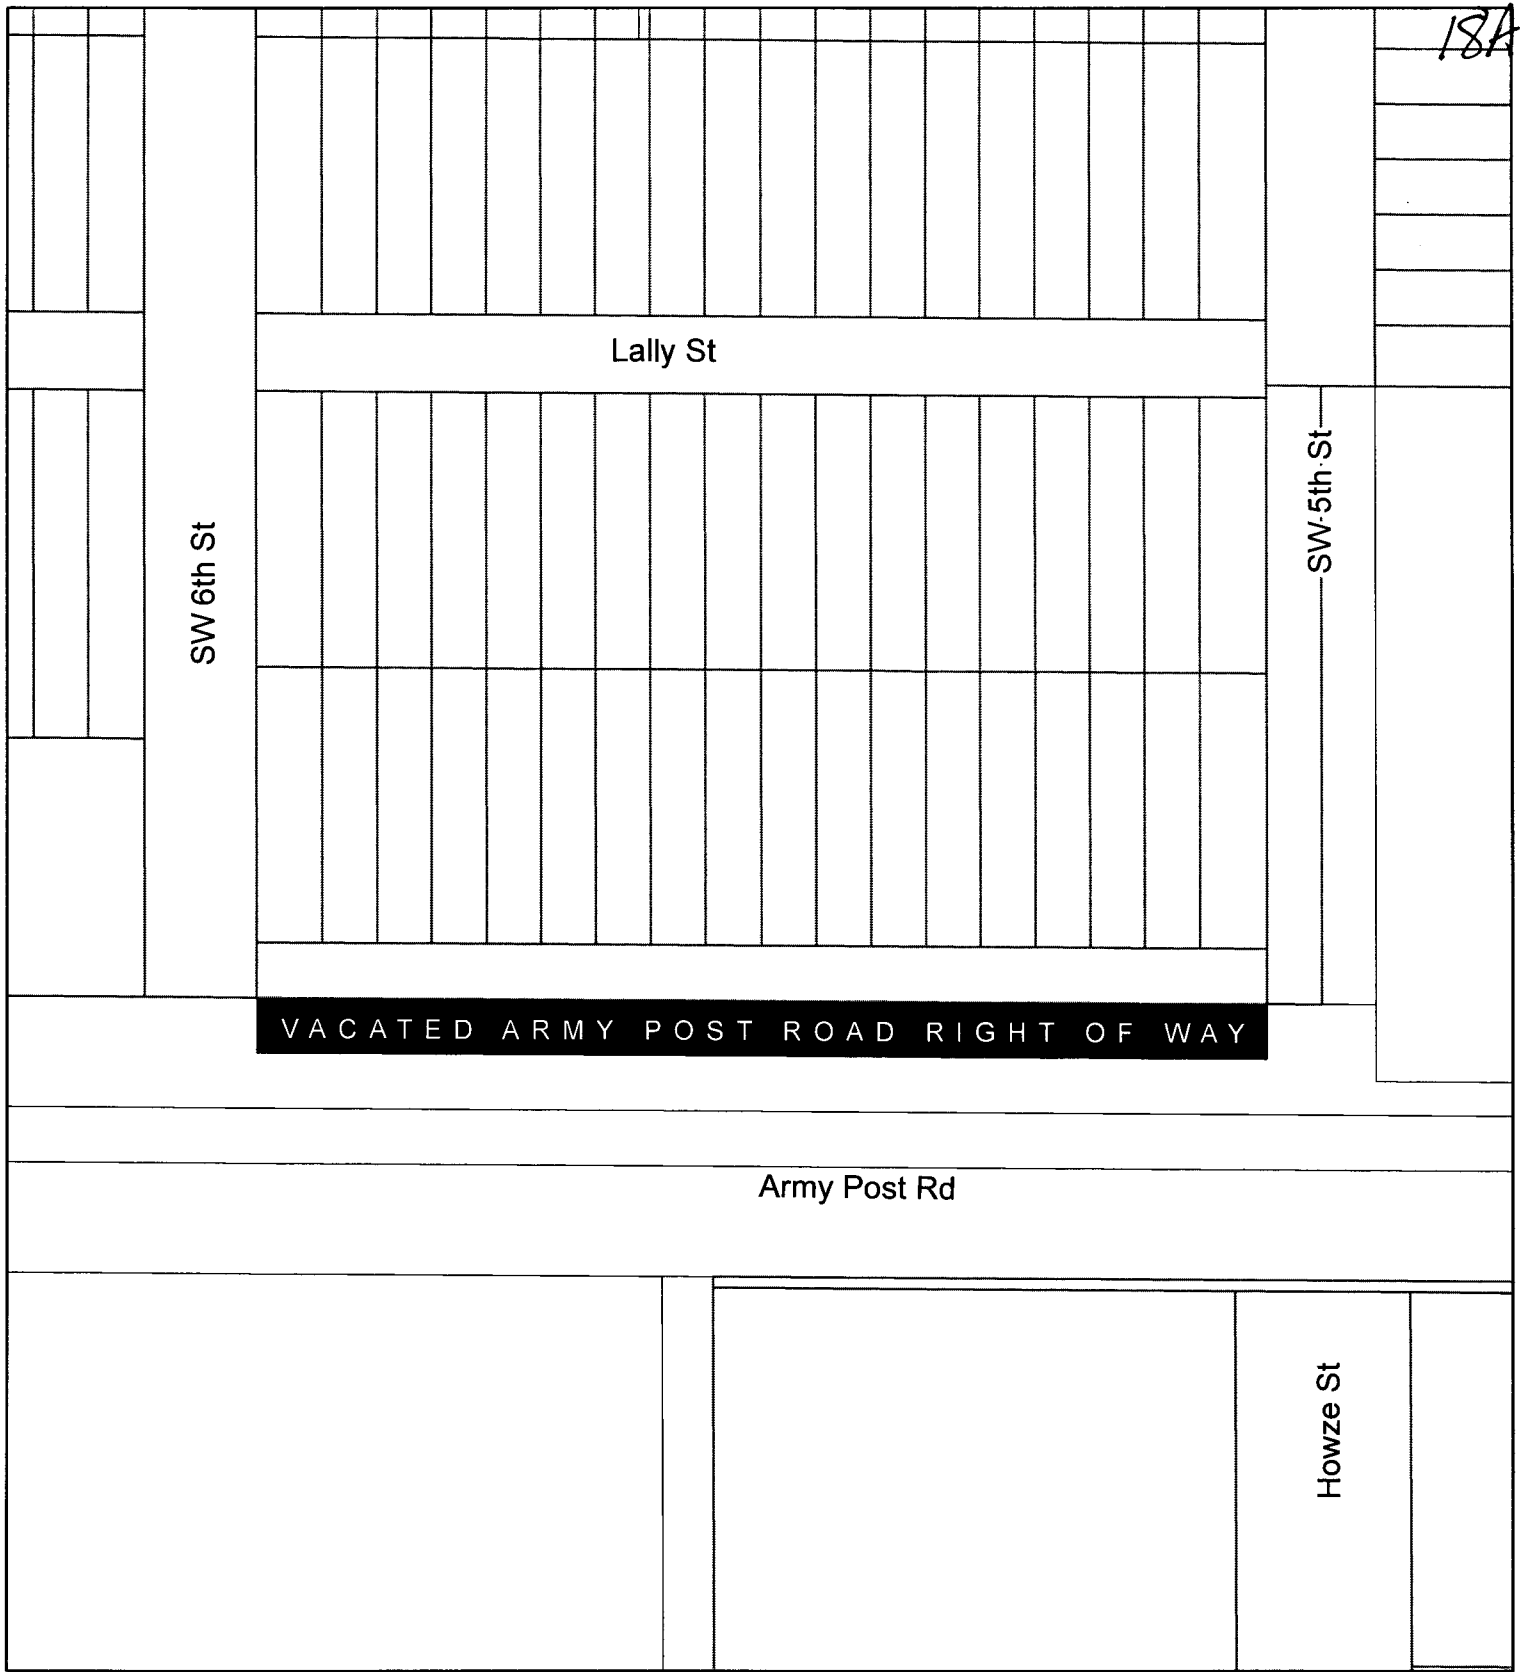 18A
Lally St
SW 6th St
SW 5th St
VACATED ARMY POST ROAD RIGHT OF WAY
Army Post Rd
Howze St